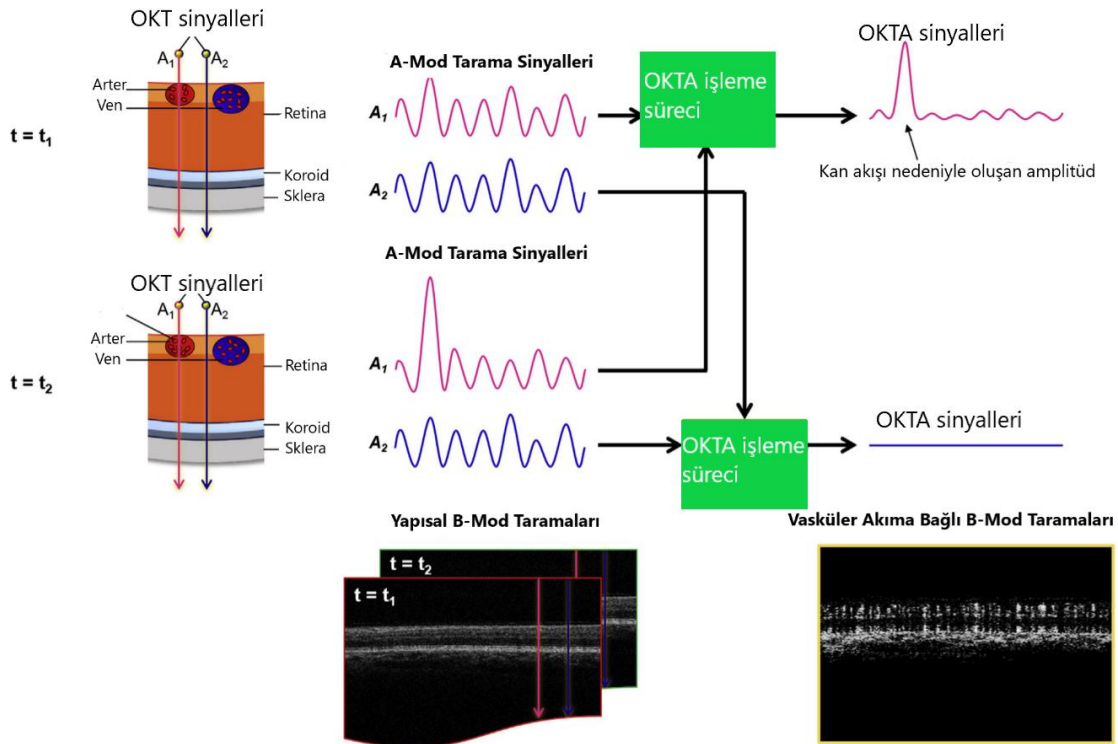 OKT sinyalleri
A1
A2
Arter
Ven
Retina
Koroid
Sklera
t = t1
A-Mod Tarama Sinyalleri
A1
A2
OKTA işleme
süreci
OKTA sinyalleri
Kan akışı nedeniyle oluşan amplitüd
OKT sinyalleri
A1
A2
Arter
Ven
Retina
Koroid
Sklera
t = t2
A-Mod Tarama Sinyalleri
A1
A2
OKTA işleme
süreci
OKTA sinyalleri
Yapısal B-Mod Taramaları
t = t2
t = t1
Vasküler Akıma Bağlı B-Mod Taramaları